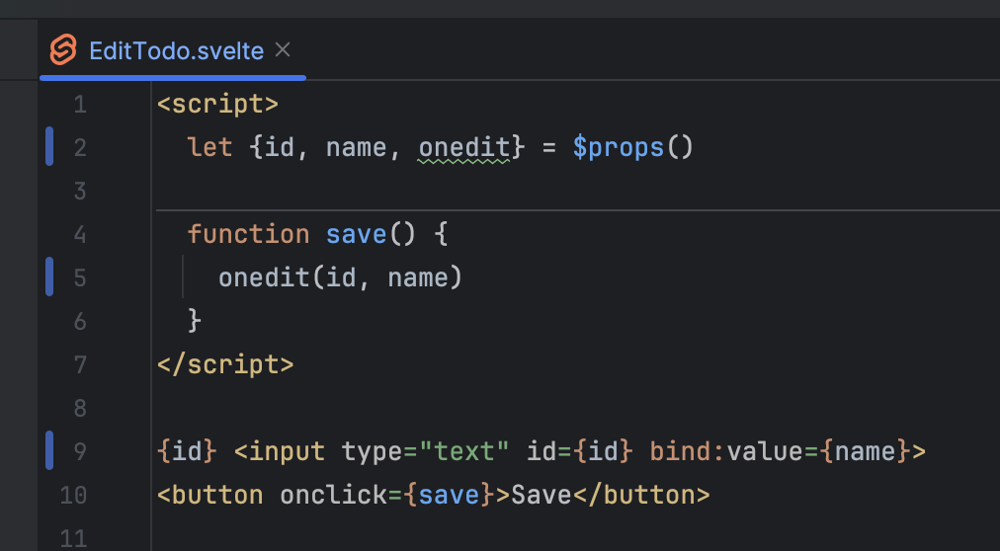 EditTodo.svelte
1 <script>
2 let {id, name, onedit} = $props()
3
4 function save() {
5 onedit(id, name)
6 }
7 </script>
8
9 {id} <input type="text" id={id} bind:value={name}>
10 <button onclick={save}>Save</button>
11